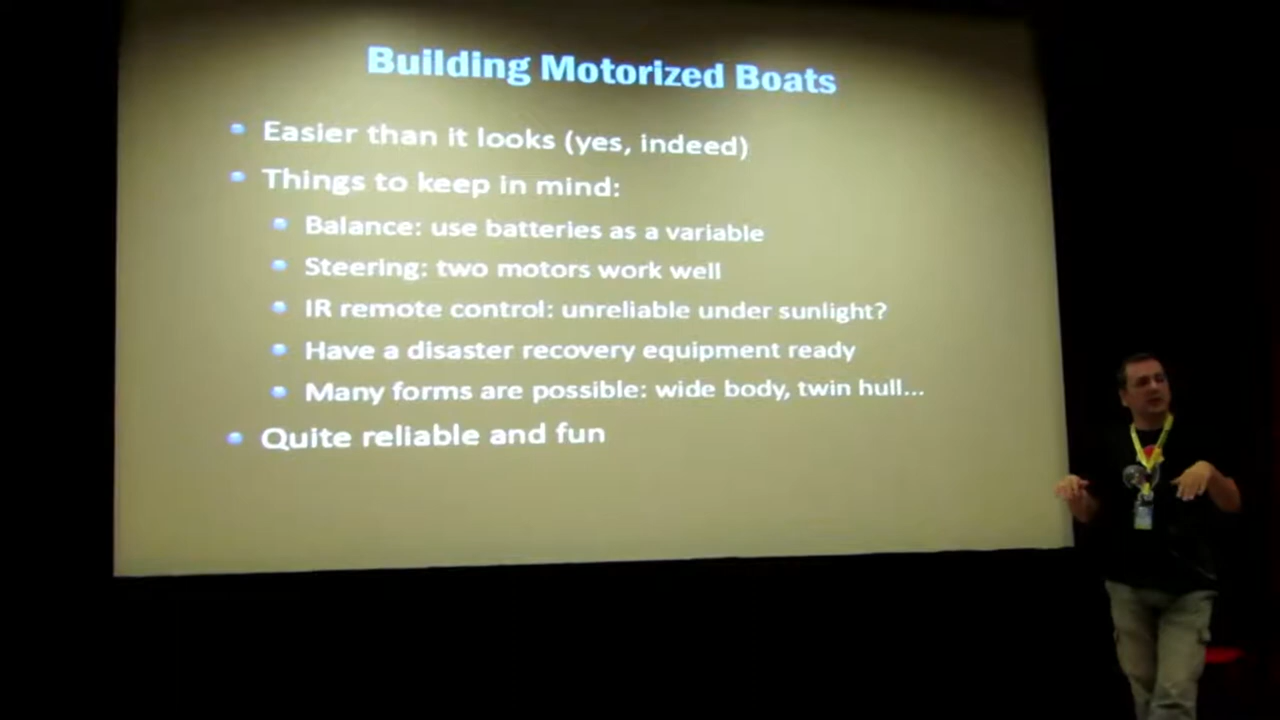 Building Motorized Boats
Easier than it looks (yes, indeed)
Things to keep in mind:
Balance: use batteries as a variable
Steering: two motors work well
IR remote control: unreliable under sunlight?
Have a disaster recovery equipment ready
Many forms are possible: wide body, twin hull...
Quite reliable and fun